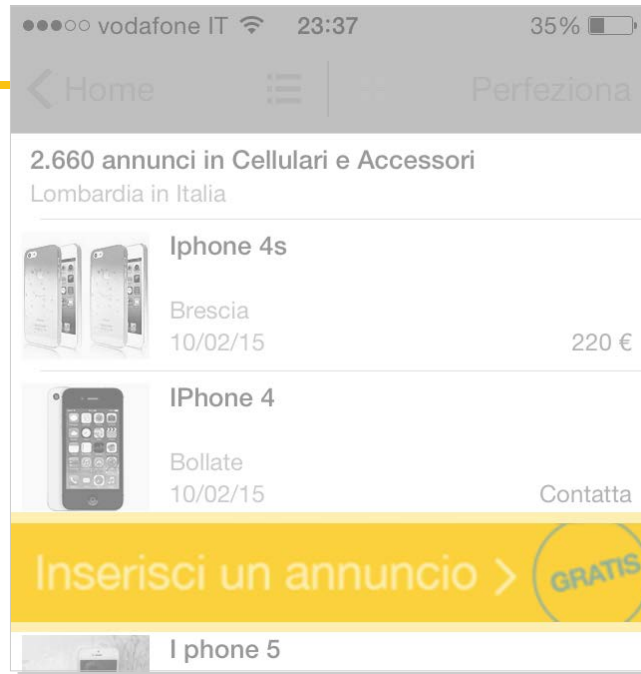 vodafone IT 23:37 35%
Home Perfeziona
2.660 annunci in Cellulari e Accessori
Lombardia in Italia
Iphone 4s
Brescia
10/02/15 220 €
IPhone 4
Bollate
10/02/15 Contatta
Inserisci un annuncio > GRATIS
I phone 5